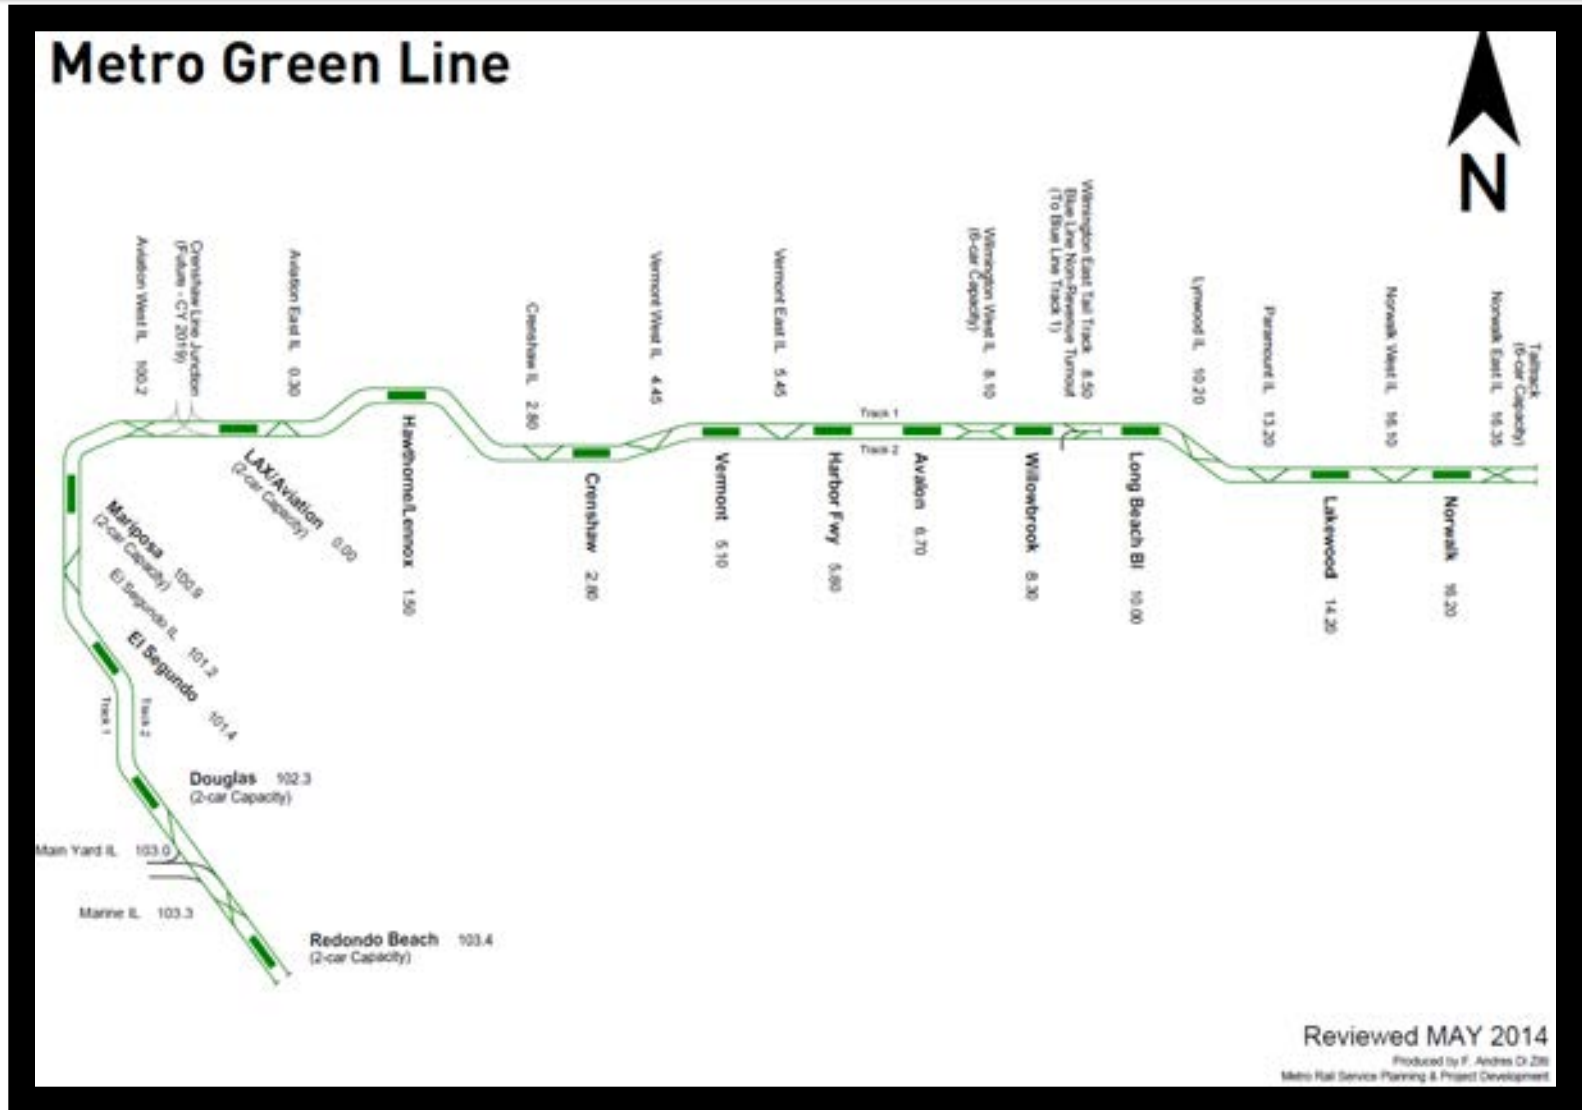 Metro Green Line
N
Aviation West IL 100.2
Crenshaw Line Junction
(Future - CY 2019)
Aviation East IL 0.30
Crenshaw IL 2.80
Vermont West IL 4.45
Vermont East IL 5.45
Wilmington West IL 8.10
(6-car Capacity)
Wilmington East Tail Track 8.50
Blue Line Non-Revenue Turnout
(To Blue Line Track 1)
Lynwood IL 10.20
Paramount IL 13.20
Norwalk West IL 16.10
Norwalk East IL 16.35
Tailtrack
(6-car Capacity)
Track 1
Track 2
LAX/Aviation 0.00
(2-car Capacity)
Hawthorne/Lennox 1.50
Crenshaw 2.80
Vermont 5.10
Harbor Fwy 5.80
Avalon 6.70
Willowbrook 8.30
Long Beach Bl 10.00
Lakewood 14.20
Norwalk 16.20
Mariposa 100.9
(2-car Capacity)
El Segundo IL 101.2
El Segundo 101.4
Track 1
Track 2
Douglas 102.3
(2-car Capacity)
Main Yard IL 103.0
Marine IL 103.3
Redondo Beach 103.4
(2-car Capacity)
Reviewed MAY 2014
Produced by F. Andres Di
Metro Rail Service Planning & Project Development